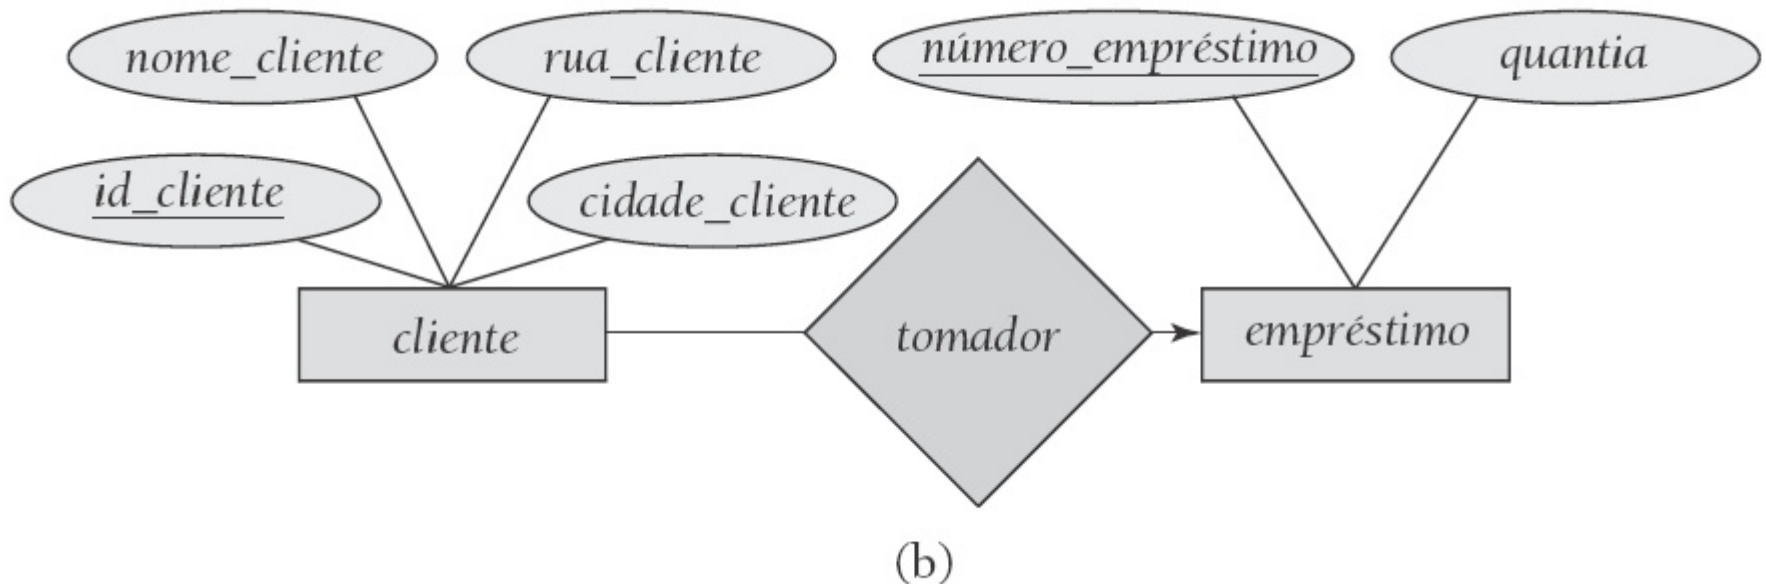 nome_cliente
rua_cliente
número_empréstimo
quantia
id_cliente
cidade_cliente
cliente
tomador
empréstimo
(b)